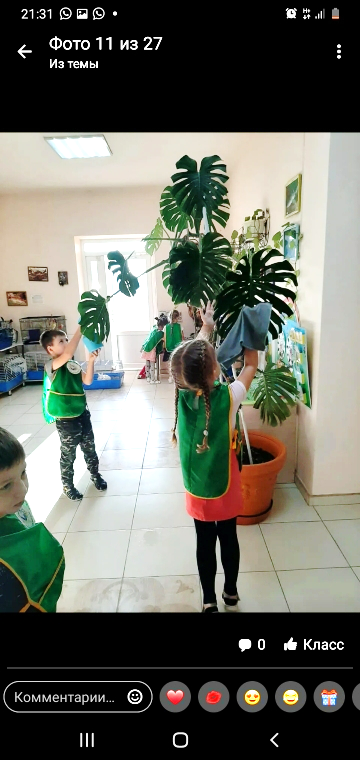 21:31
Фото 11 из 27
Из темы
0 Класс
Комментарии...